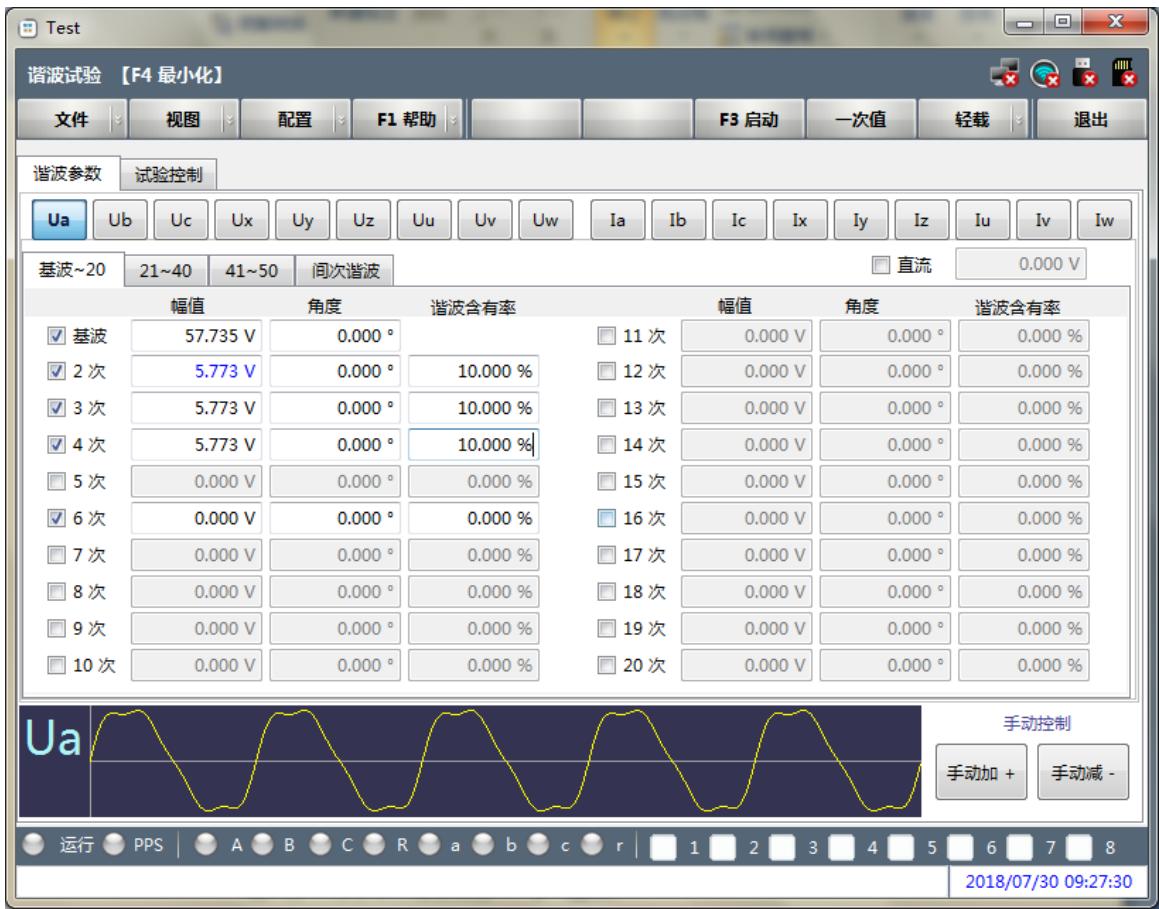 Test
谐波试验 【F4 最小化】
文件 视图 配置 F1 帮助 F3 启动 一次值 轻载 退出
谐波参数 试验控制
Ua Ub Uc Ux Uy Uz Uu Uv Uw Ia Ib Ic Ix Iy Iz Iu Iv Iw
基波~20 21~40 41~50 间次谐波 直流 0.000 V
幅值 角度 谐波含有率 幅值 角度 谐波含有率
基波 57.735 V 0.000 ° 11 次 0.000 V 0.000 ° 0.000 %
2 次 5.773 V 0.000 ° 10.000 % 12 次 0.000 V 0.000 ° 0.000 %
3 次 5.773 V 0.000 ° 10.000 % 13 次 0.000 V 0.000 ° 0.000 %
4 次 5.773 V 0.000 ° 10.000 % 14 次 0.000 V 0.000 ° 0.000 %
5 次 0.000 V 0.000 ° 0.000 % 15 次 0.000 V 0.000 ° 0.000 %
6 次 0.000 V 0.000 ° 0.000 % 16 次 0.000 V 0.000 ° 0.000 %
7 次 0.000 V 0.000 ° 0.000 % 17 次 0.000 V 0.000 ° 0.000 %
8 次 0.000 V 0.000 ° 0.000 % 18 次 0.000 V 0.000 ° 0.000 %
9 次 0.000 V 0.000 ° 0.000 % 19 次 0.000 V 0.000 ° 0.000 %
10 次 0.000 V 0.000 ° 0.000 % 20 次 0.000 V 0.000 ° 0.000 %
Ua
手动控制
手动加 + 手动减 -
运行 PPS A B C R a b c r 1 2 3 4 5 6 7 8
2018/07/30 09:27:30